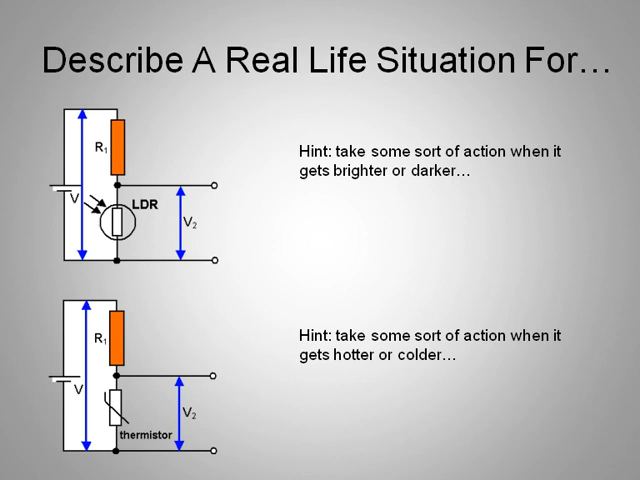 Describe A Real Life Situation For…
R1
V
LDR
V2
Hint: take some sort of action when it
gets brighter or darker…
R1
V
V2
thermistor
Hint: take some sort of action when it
gets hotter or colder…